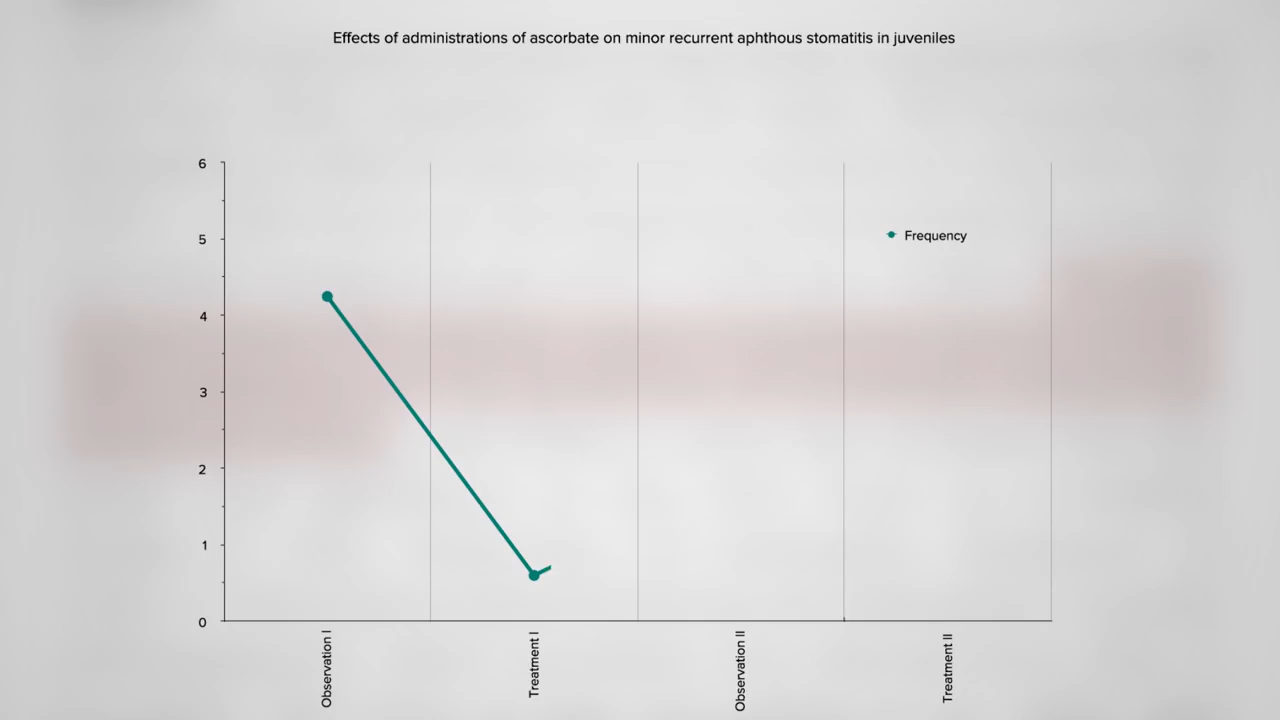 Effects of administrations of ascorbate on minor recurrent aphthous stomatitis in juveniles
6
5
Frequency
4
3
2
1
0
Observation I
Treatment I
Observation II
Treatment II